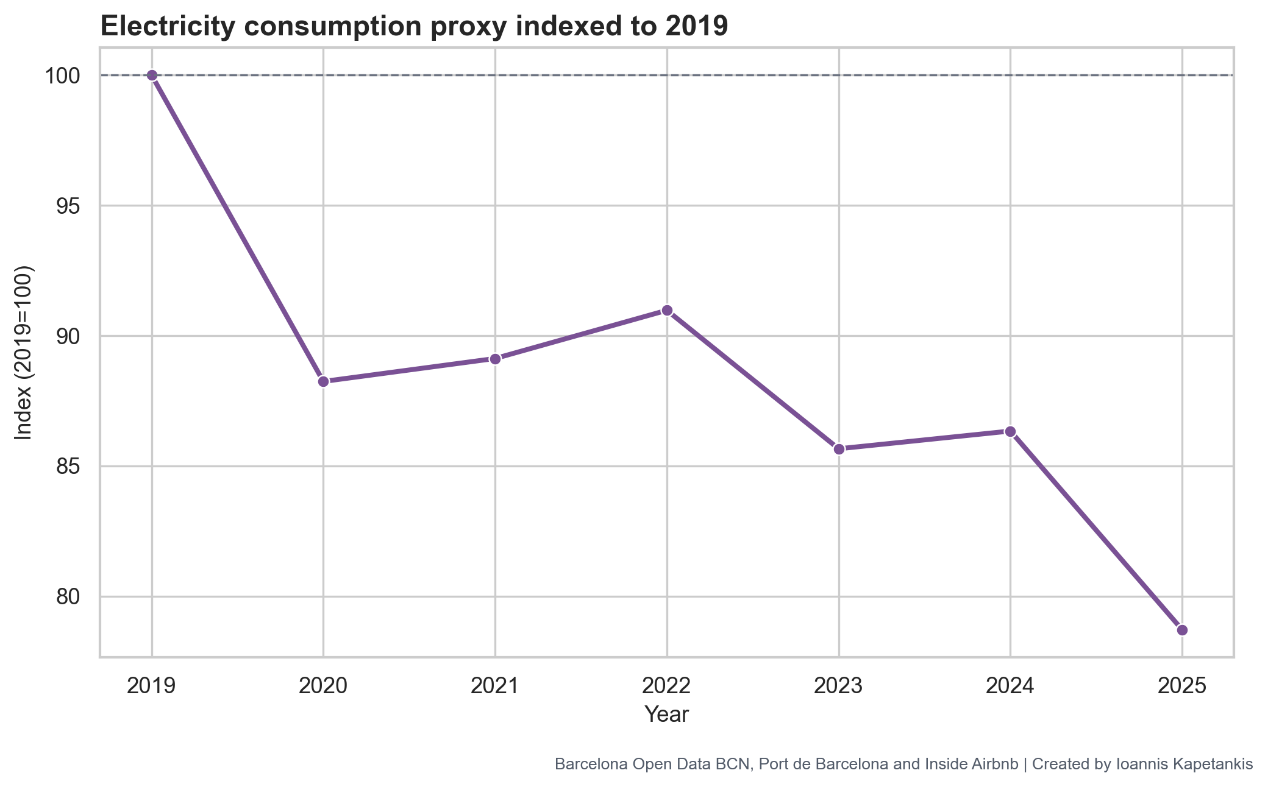 Electricity consumption proxy indexed to 2019
100
95
90
85
80
Index (2019=100)
2019 2020 2021 2022 2023 2024 2025
Year
Barcelona Open Data BCN, Port de Barcelona and Inside Airbnb | Created by Ioannis Kapetankis